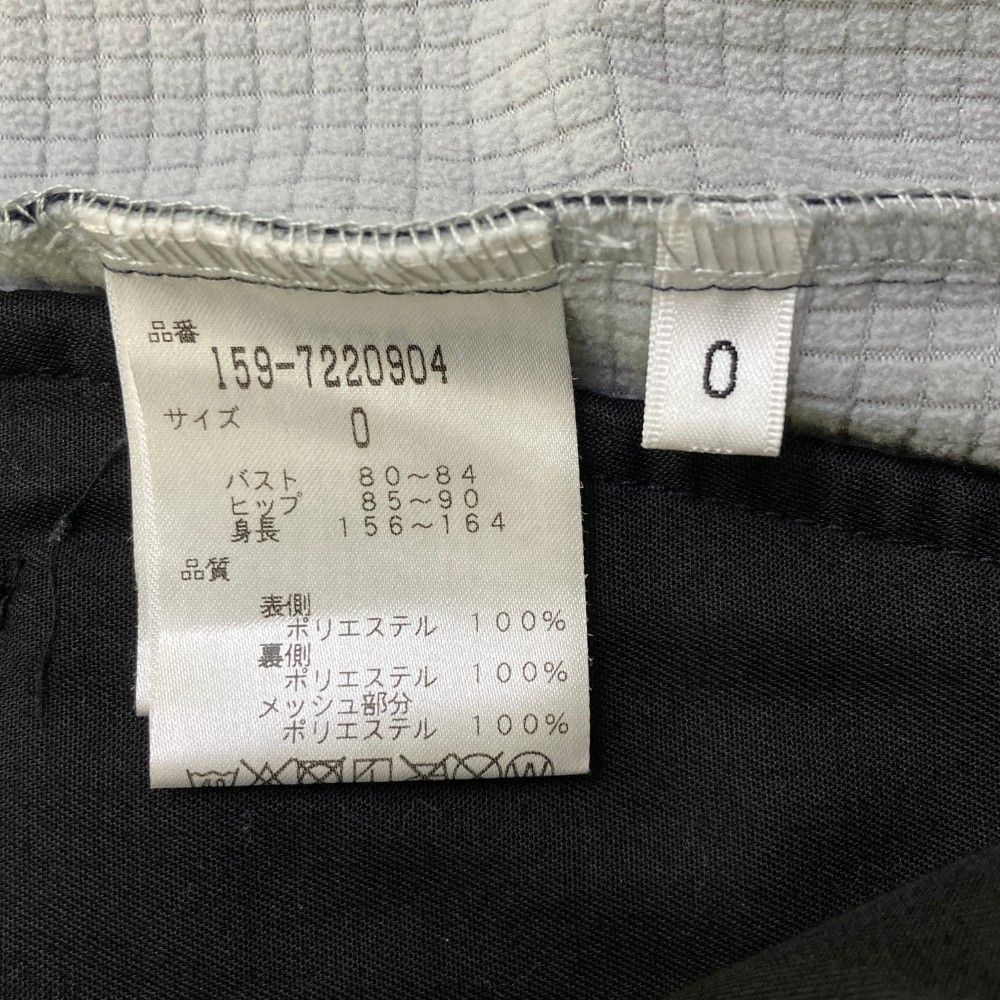 品番
159-7220904
サイズ 0
バスト 80～84
ヒップ 85～90
身長 156～164
品質
表側
ポリエステル 100%
裏側
ポリエステル 100%
メッシュ部分
ポリエステル 100%
0